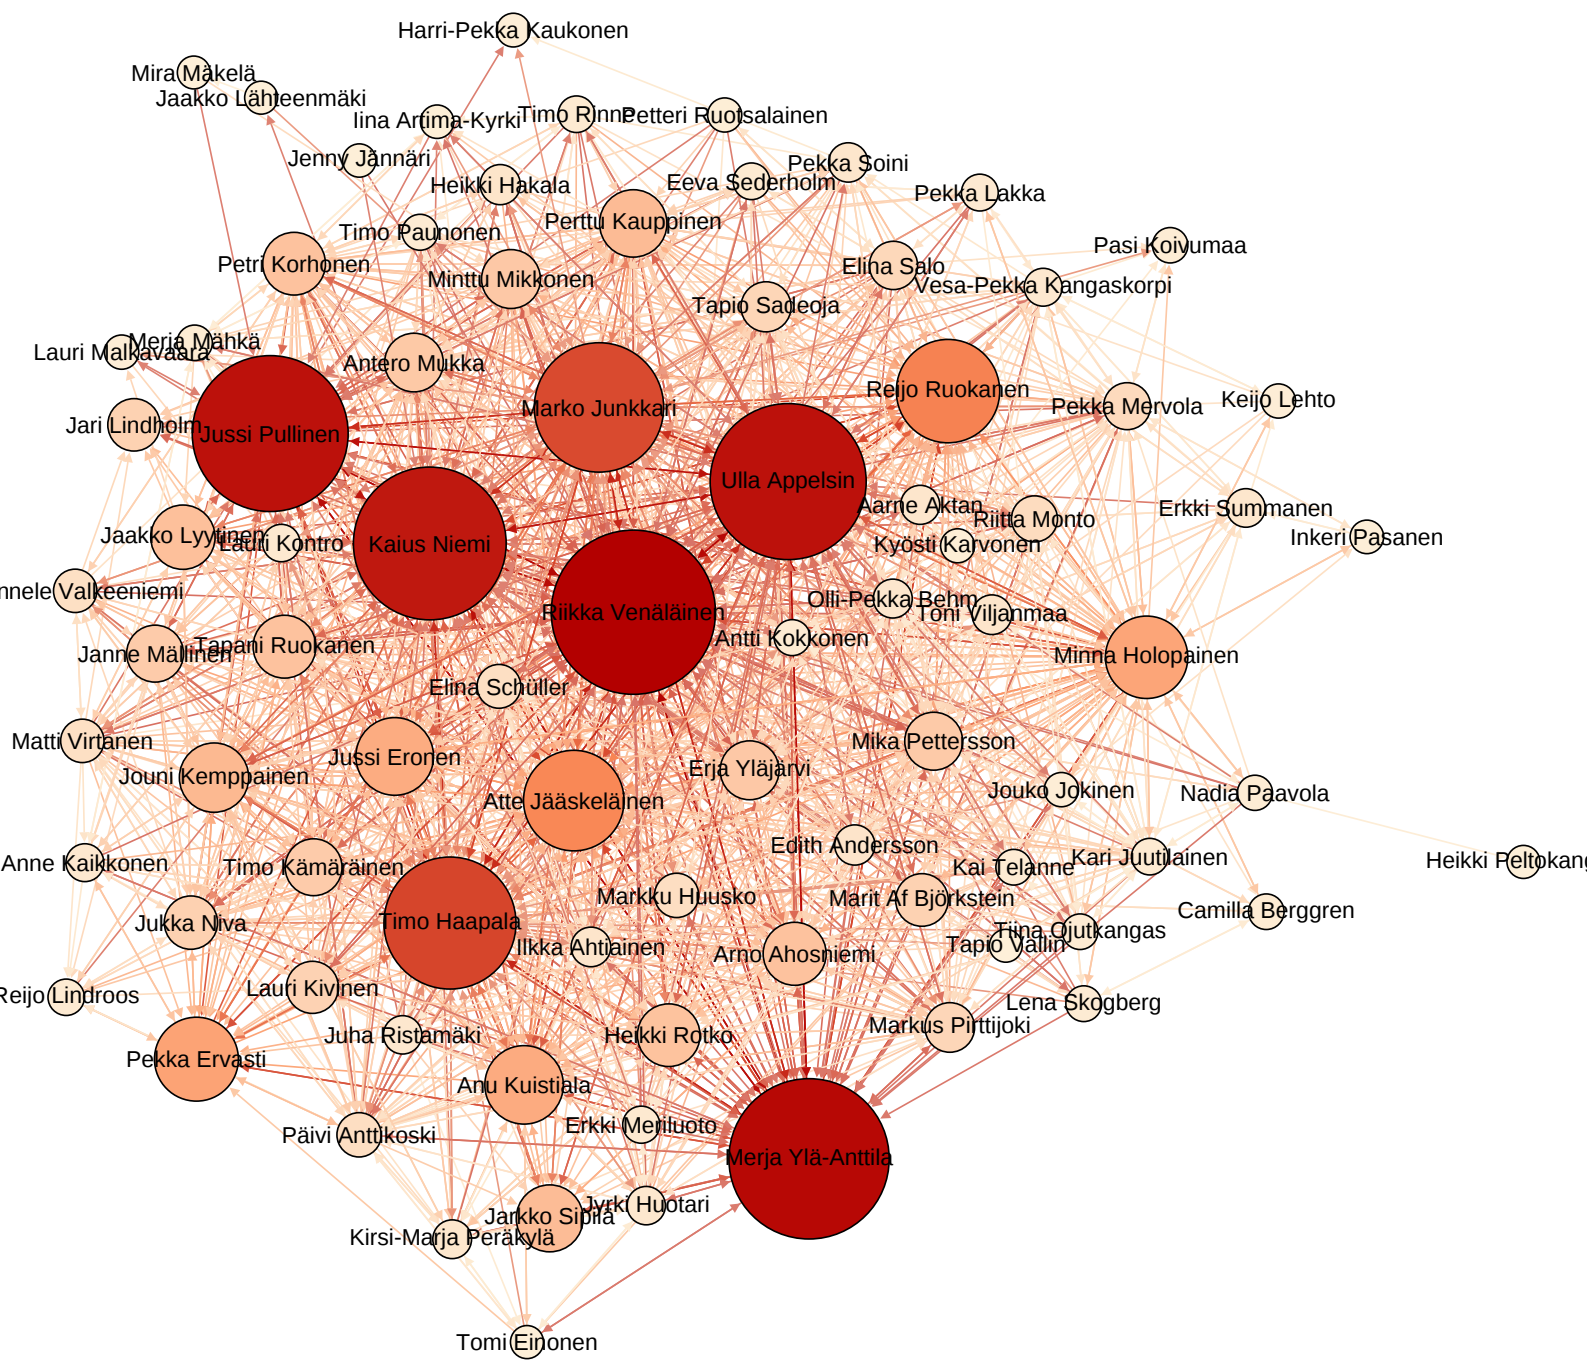 Harri-Pekka Kaukonen
Mira Mäkelä
Jaakko Lähteenmäki
Iina Artima-Kyrki
Timo Rinne
Petteri Ruotsalainen
Jenny Jännäri
Heikki Hakala
Eeva Sederholm
Pekka Soini
Pekka Lakka
Timo Paunonen
Perttu Kauppinen
Pasi Koivumaa
Petri Korhonen
Minttu Mikkonen
Elina Salo
Vesa-Pekka Kangaskorpi
Tapio Sadeoja
Merja Mähkä
Lauri Malkavaara
Antero Mukka
Reijo Ruokanen
Keijo Lehto
Marko Junkkari
Pekka Mervola
Jari Lindholm
Jussi Pullinen
Ulla Appelsin
Aarne Aktan
Erkki Summanen
Riitta Monto
Jaakko Lyytinen
Lauri Kontro
Kaius Niemi
Kyösti Karvonen
Inkeri Pasanen
nnele Valkeeniemi
Riikka Venäläinen
Olli-Pekka Behm
Toni Viljanmaa
Antti Kokkonen
Janne Mällinen
Tapani Ruokanen
Minna Holopainen
Elina Schüller
Matti Virtanen
Mika Pettersson
Jussi Eronen
Erja Yläjärvi
Jouni Kemppainen
Jouko Jokinen
Nadia Paavola
Atte Jääskeläinen
Edith Andersson
Anne Kaikkonen
Timo Kämäräinen
Kai Telanne
Kari Juutilainen
Heikki Peltokang
Markku Huusko
Marit Af Björkstein
Camilla Berggren
Jukka Niva
Timo Haapala
Tiina Ojutkangas
Ilkka Ahtiainen
Arno Ahosniemi
Tapio Vallin
Reijo Lindroos
Lauri Kivinen
Lena Skogberg
Juha Ristamäki
Heikki Rotko
Markus Pirttijoki
Pekka Ervasti
Anu Kuistiala
Erkki Meriluoto
Päivi Anttikoski
Merja Ylä-Anttila
Jyrki Huotari
Jarkko Sipilä
Kirsi-Marja Peräkylä
Tomi Einonen